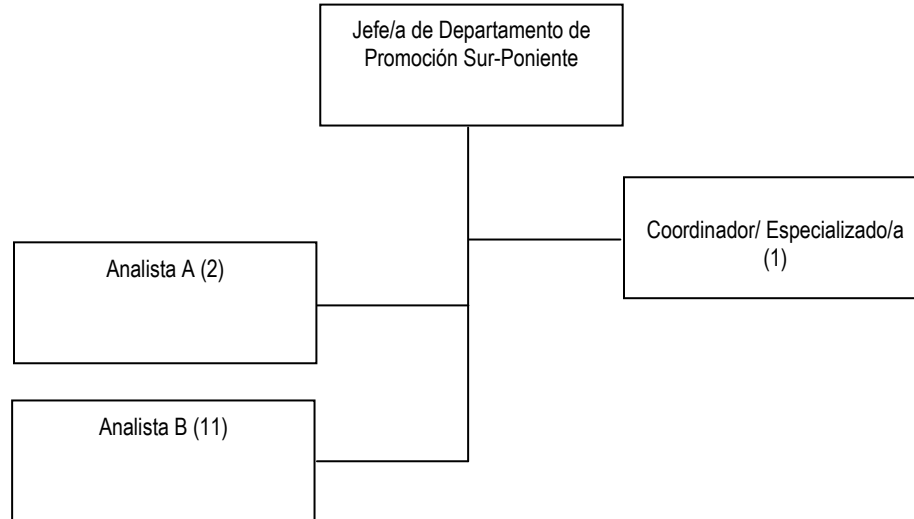 Jefe/a de Departamento de
Promoción Sur-Poniente
Coordinador/ Especializado/a
(1)
Analista A (2)
Analista B (11)